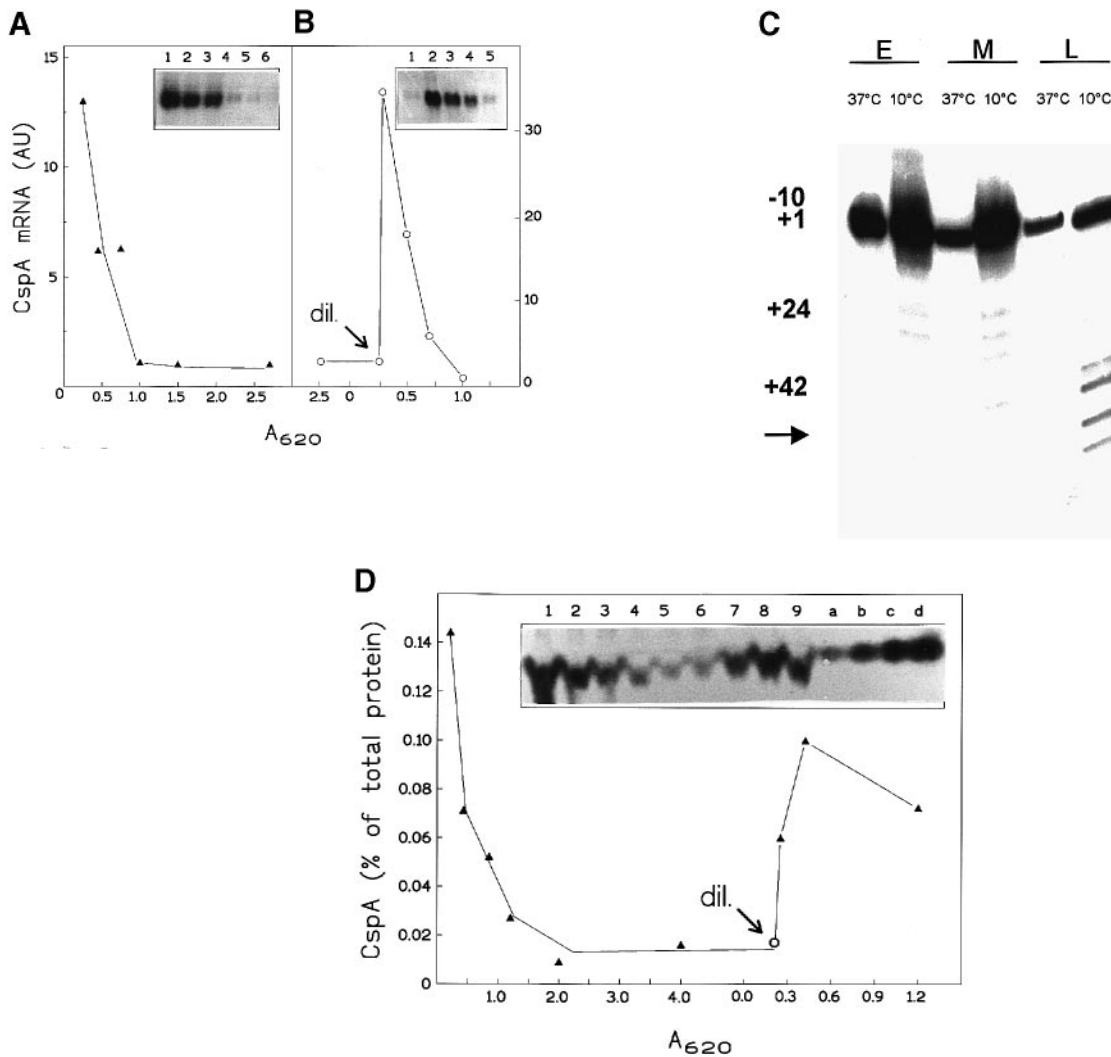 A
B
C
15
10
5
0
CspA mRNA (AU)
1 2 3 4 5 6
0.5 1.0 1.5 2.0 2.5
1 2 3 4 5
30
20
10
0
dil.
2.5 0 0.5 1.0
A620
E M L
37°C 10°C 37°C 10°C 37°C 10°C
-10
+1
+24
+42
D
1 2 3 4 5 6 7 8 9 a b c d
CspA (% of total protein)
0.14
0.12
0.10
0.08
0.06
0.04
0.02
0
dil.
1.0 2.0 3.0 4.0 0.0 0.3 0.6 0.9 1.2
A620